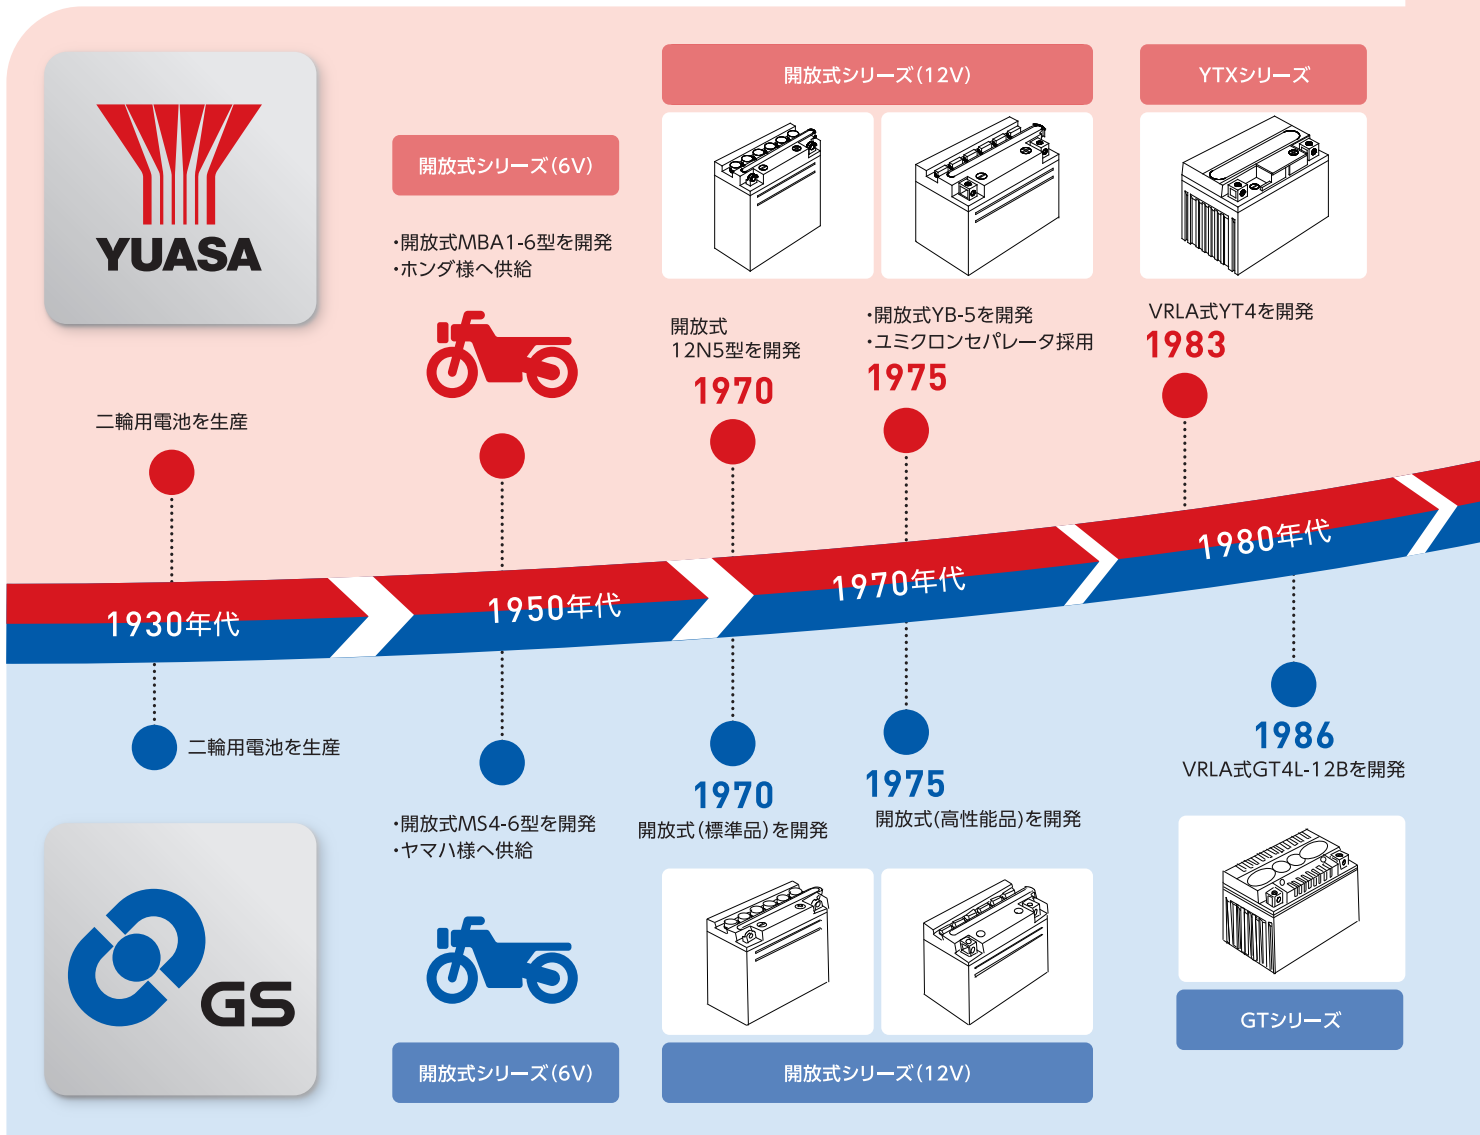 YUASA
二輪用電池を生産
開放式シリーズ(6V)
・開放式MBA1-6型を開発
・ホンダ様へ供給
開放式シリーズ(12V)
開放式
12N5型を開発
1970
・開放式YB-5を開発
・ユミクロンセパレータ採用
1975
YTXシリーズ
VRLA式YT4を開発
1983
1930年代
1950年代
1970年代
1980年代
二輪用電池を生産
・開放式MS4-6型を開発
・ヤマハ様へ供給
開放式シリーズ(6V)
1970
開放式(標準品)を開発
1975
開放式(高性能品)を開発
開放式シリーズ(12V)
1986
VRLA式GT4L-12Bを開発
GTシリーズ
GS